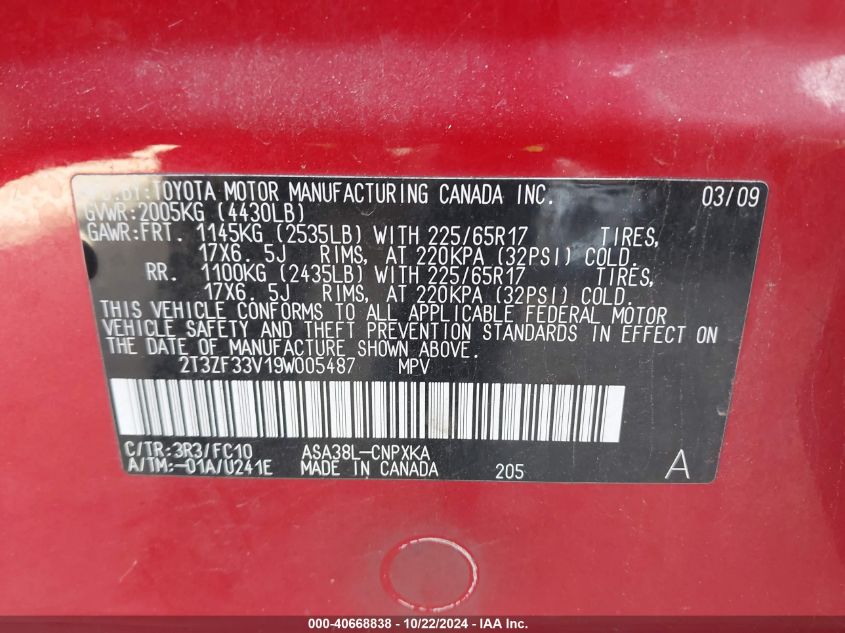 BY:TOYOTA MOTOR MANUFACTURING CANADA INC. 03/09
GVWR:2005KG (4430LB)
GAWR:FRT. 1145KG (2535LB) WITH 225/65R17 TIRES,
17X6. 5J RIMS, AT 220KPA (32PSI) COLD.
RR. 1100KG (2435LB) WITH 225/65R17 TIRES,
17X6. 5J RIMS, AT 220KPA (32PSI) COLD.
THIS VEHICLE CONFORMS TO ALL APPLICABLE FEDERAL MOTOR
VEHICLE SAFETY AND THEFT PREVENTION STANDARDS IN EFFECT ON
THE DATE OF MANUFACTURE SHOWN ABOVE.
2T3ZF33V19W005487 MPV
C/TR:3R3/FC10 ASA38L-CNPXKA
A/TM:-01A/U241E MADE IN CANADA 205 A
000-40668838 - 10/22/2024 - IAA Inc.